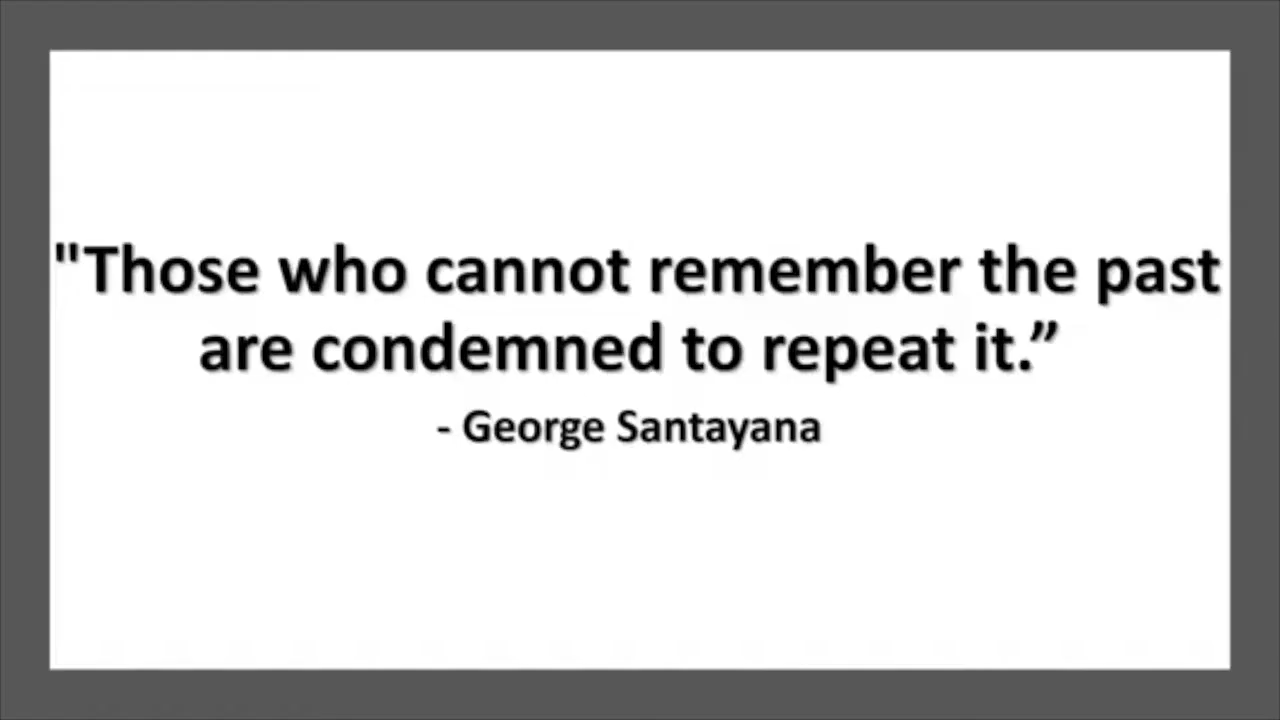 "Those who cannot remember the past
are condemned to repeat it.”
- George Santayana